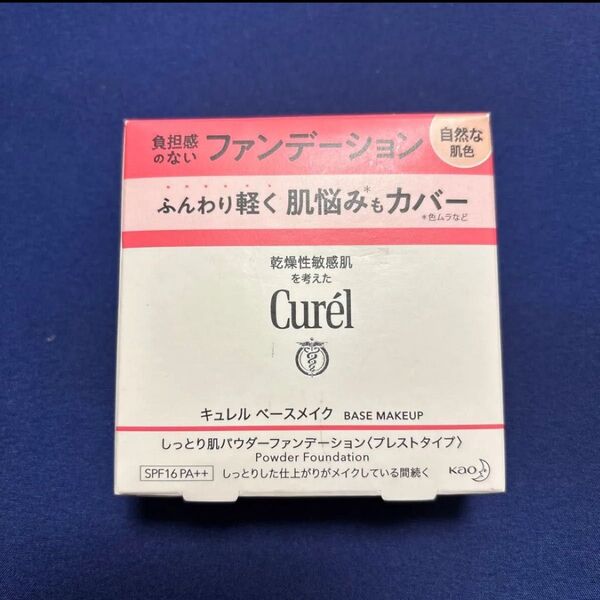 負担感
のない ファンデーション
自然な
肌色
ふんわり軽く 肌悩み*もカバー
*色ムラなど
乾燥性敏感肌
を考えた
Curél
キュレル ベースメイク BASE MAKEUP
しっとり肌パウダーファンデーション〈プレストタイプ〉
Powder Foundation
SPF16 PA++ しっとりした仕上がりがメイクしている間続く
Kao